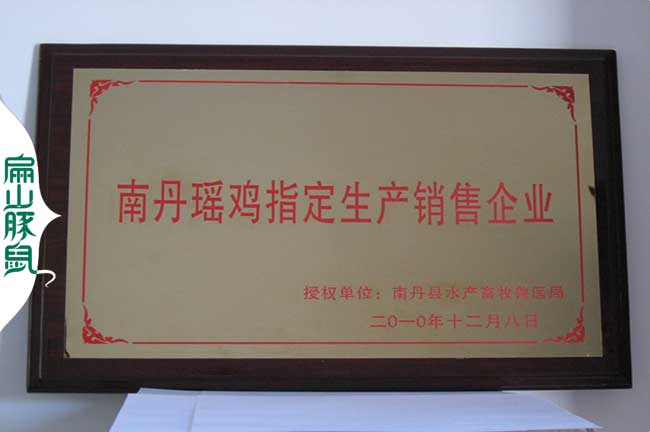 扁山豚鼠
南丹瑶鸡指定生产销售企业
授权单位：南丹县水产畜牧兽医局
二0一0年十二月八日